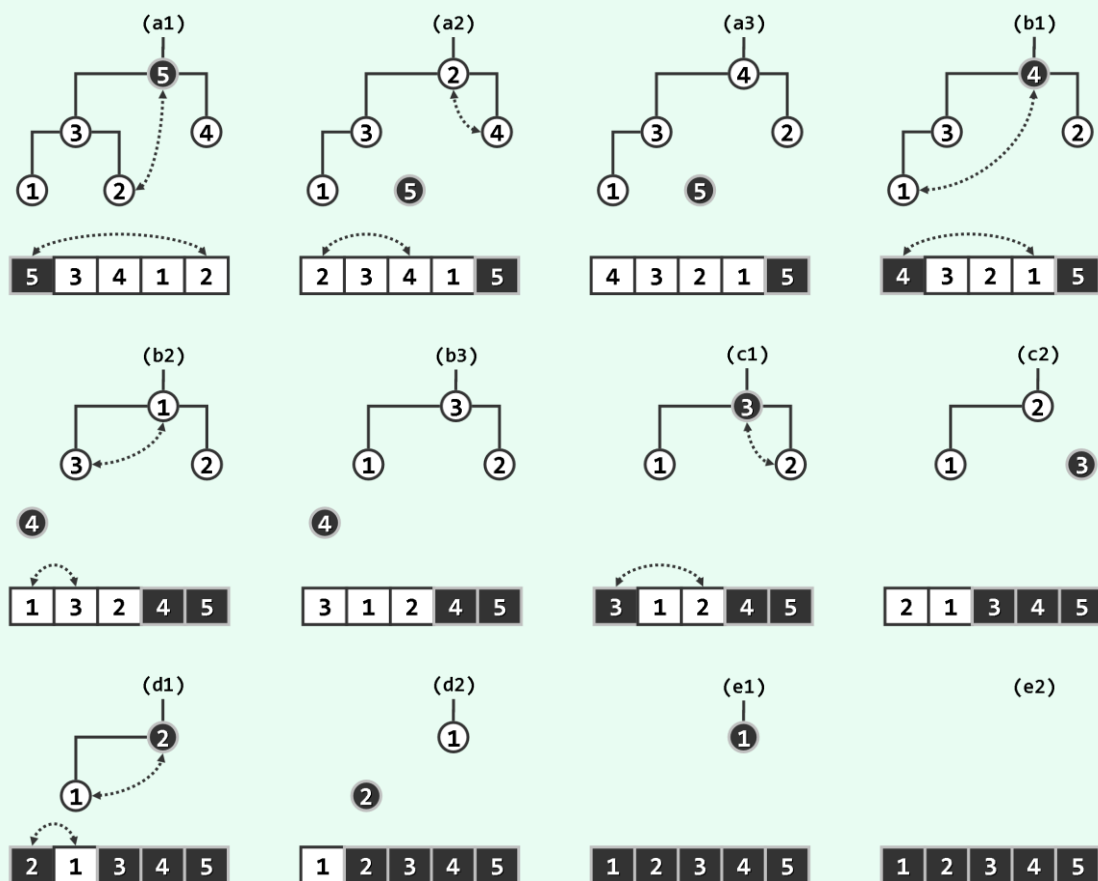 (a1) (a2) (a3) (b1)
5 2 4 4
3 4 3 4 3 2 3 2
1 2 1 5 1 5 1
5 3 4 1 2 2 3 4 1 5 4 3 2 1 5 4 3 2 1 5
(b2) (b3) (c1) (c2)
1 3 3 2
3 2 1 2 1 2 1 3
4 4
1 3 2 4 5 3 1 2 4 5 3 1 2 4 5 2 1 3 4 5
(d1) (d2) (e1) (e2)
2 1 1
1 2
2 1 3 4 5 1 2 3 4 5 1 2 3 4 5 1 2 3 4 5